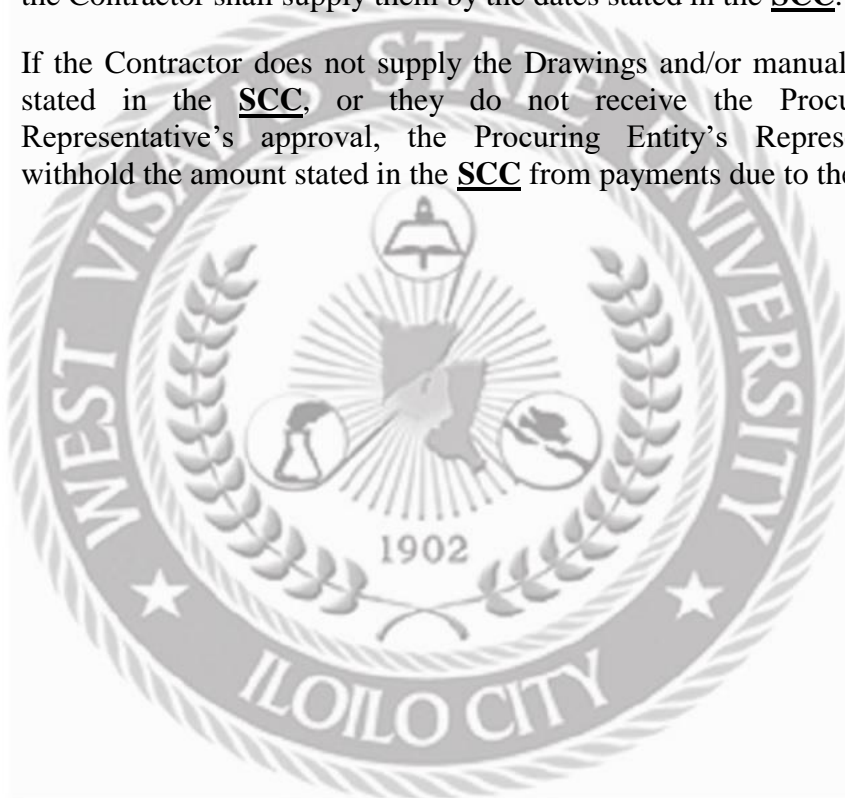 the Contractor shall supply them by the dates stated in the SCC.
If the Contractor does not supply the Drawings and/or manual
stated in the SCC, or they do not receive the Procu
Representative's approval, the Procuring Entity's Repres
withhold the amount stated in the SCC from payments due to the
WEST VISAYAS STATE UNIVERSITY
1902
ILOILO CITY